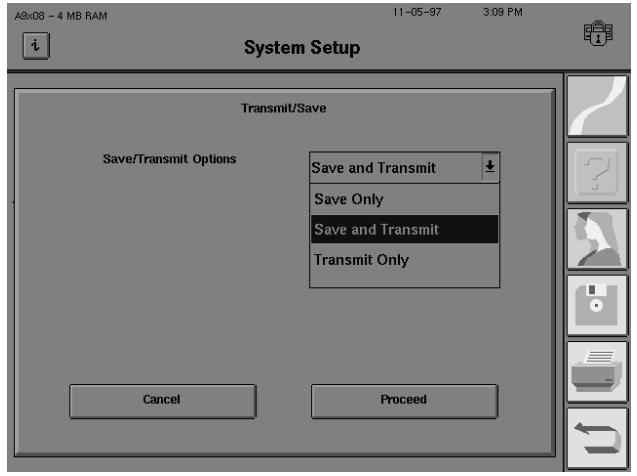 A9x08 - 4 MB RAM
11-05-97 3:09 PM
i
System Setup
Transmit/Save
Save/Transmit Options
Save and Transmit
Save Only
Save and Transmit
Transmit Only
Cancel
Proceed
?